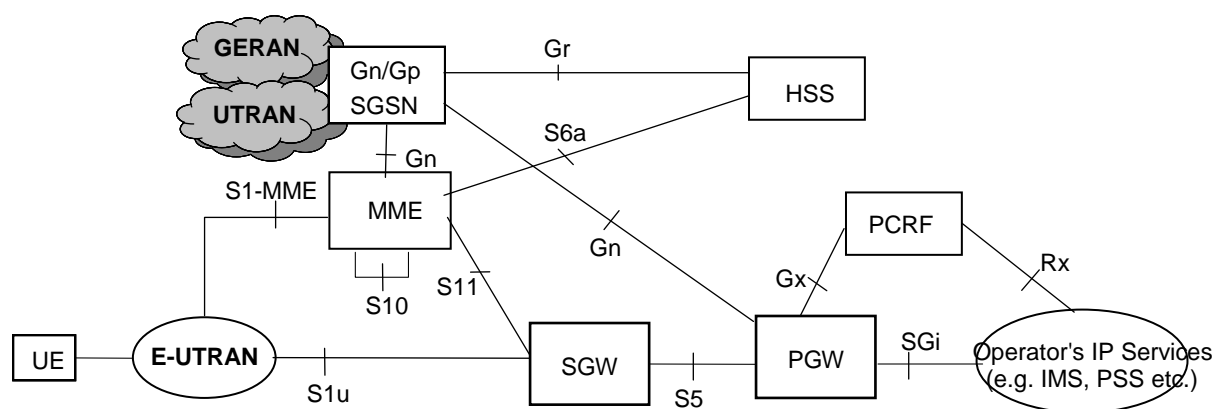 GERAN
UTRAN
Gn/Gp
SGSN
Gr
HSS
S6a
Gn
S1-MME
MME
Gn
PCRF
S10
S11
Gx
Rx
UE
E-UTRAN
S1u
SGW
S5
PGW
SGi
Operator's IP Services
(e.g. IMS, PSS etc.)